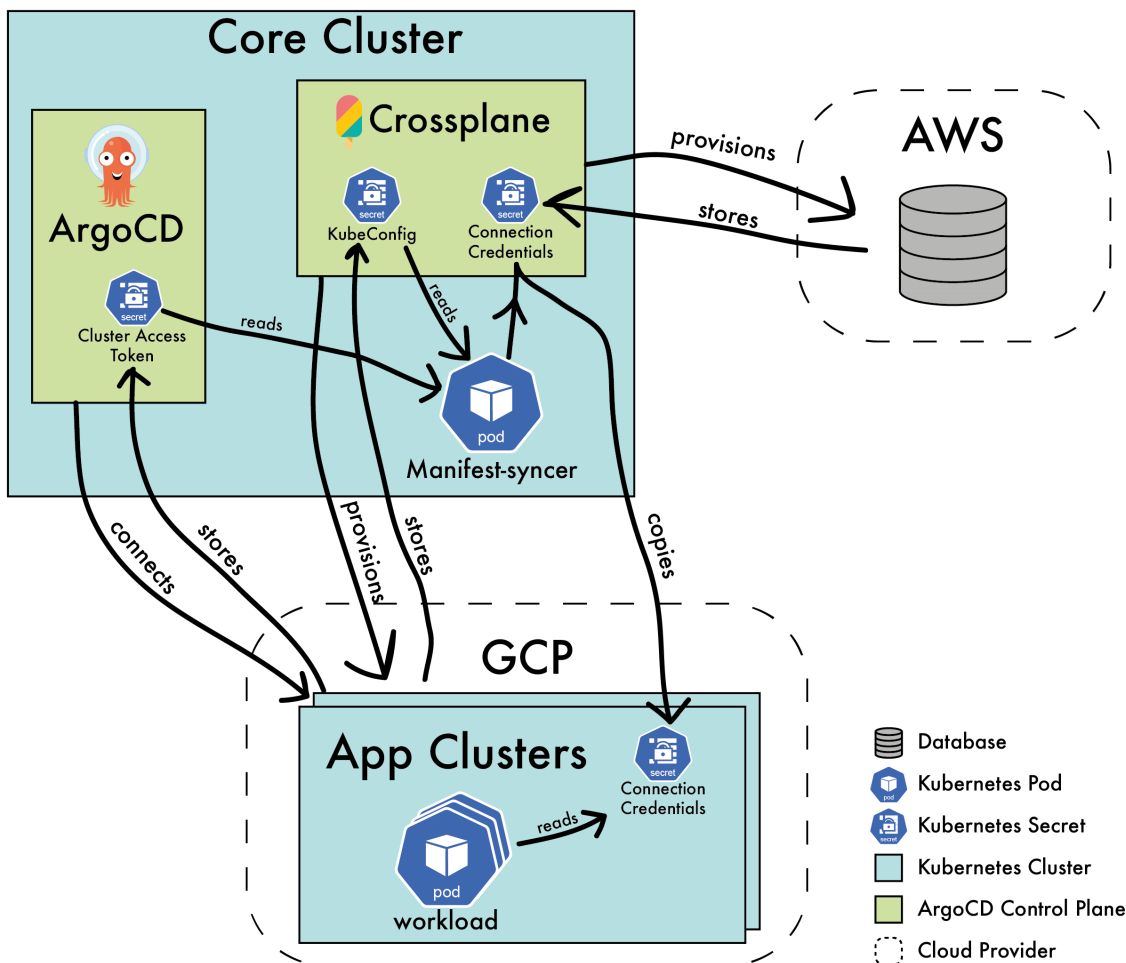 Core Cluster
Crossplane
ArgoCD
secret
KubeConfig
secret
Connection
Credentials
secret
Cluster Access
Token
reads
reads
pod
Manifest-syncer
provisions
stores
AWS
connects
stores
provisions
stores
copies
GCP
App Clusters
secret
Connection
Credentials
reads
pod
workload
Database
pod
Kubernetes Pod
secret
Kubernetes Secret
Kubernetes Cluster
ArgoCD Control Plane
Cloud Provider